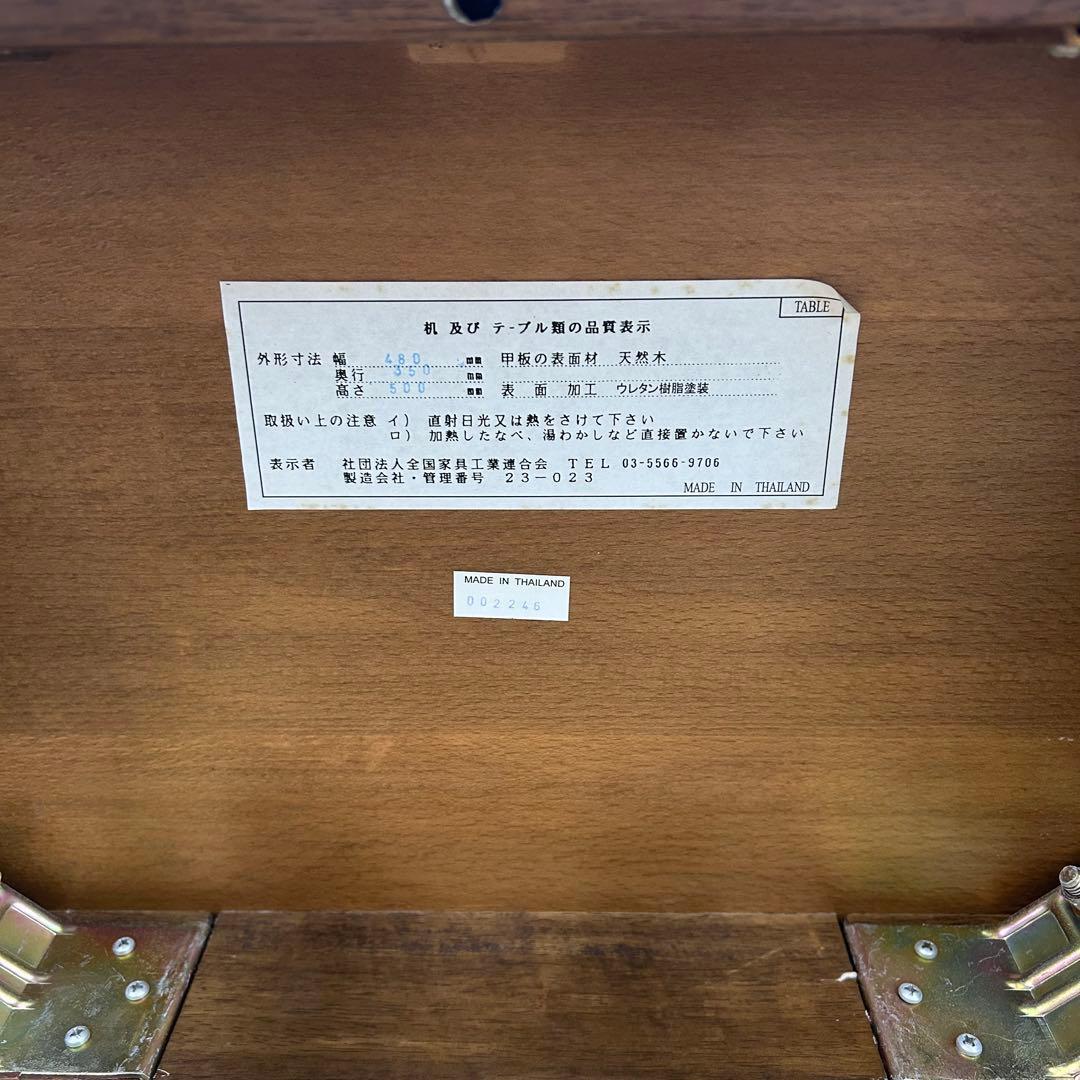 TABLE
机 及び テーブル類の品質表示
外形寸法 幅 480 mm 甲板の表面材 天然木
奥行 350 mm
高さ 500 mm 表 面 加工 ウレタン樹脂塗装
取扱い上の注意 イ) 直射日光又は熱をさけて下さい
ロ) 加熱したなべ、湯わかしなど直接置かないで下さい
表示者 社団法人全国家具工業連合会 TEL 03-5566-9706
製造会社・管理番号 23-023
MADE IN THAILAND
MADE IN THAILAND
002246